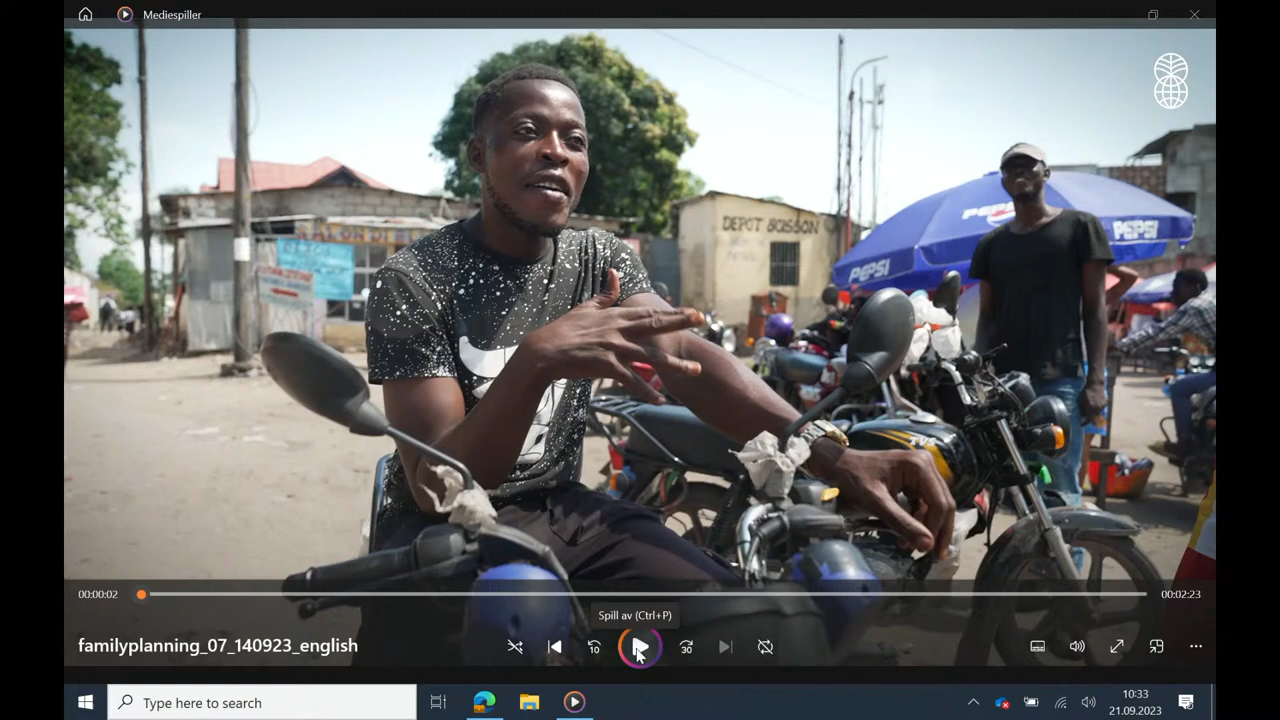 Mediespiller
DEPOT BOISSON
PEPSI
PEPSI
TVS
00:00:02
00:02:23
Spill av (Ctrl+P)
familyplanning_07_140923_english
10
30
Type here to search
10:33
21.09.2023